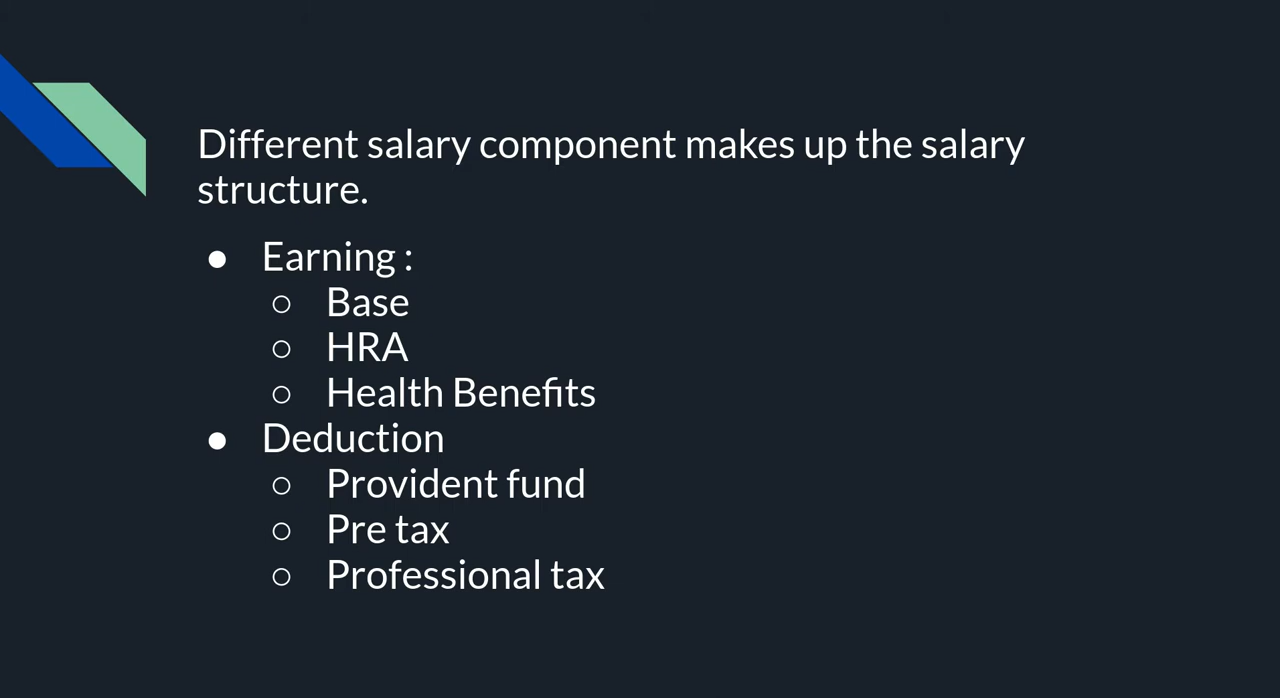 Different salary component makes up the salary
structure.
● Earning :
○ Base
○ HRA
○ Health Benefits
● Deduction
○ Provident fund
○ Pre tax
○ Professional tax